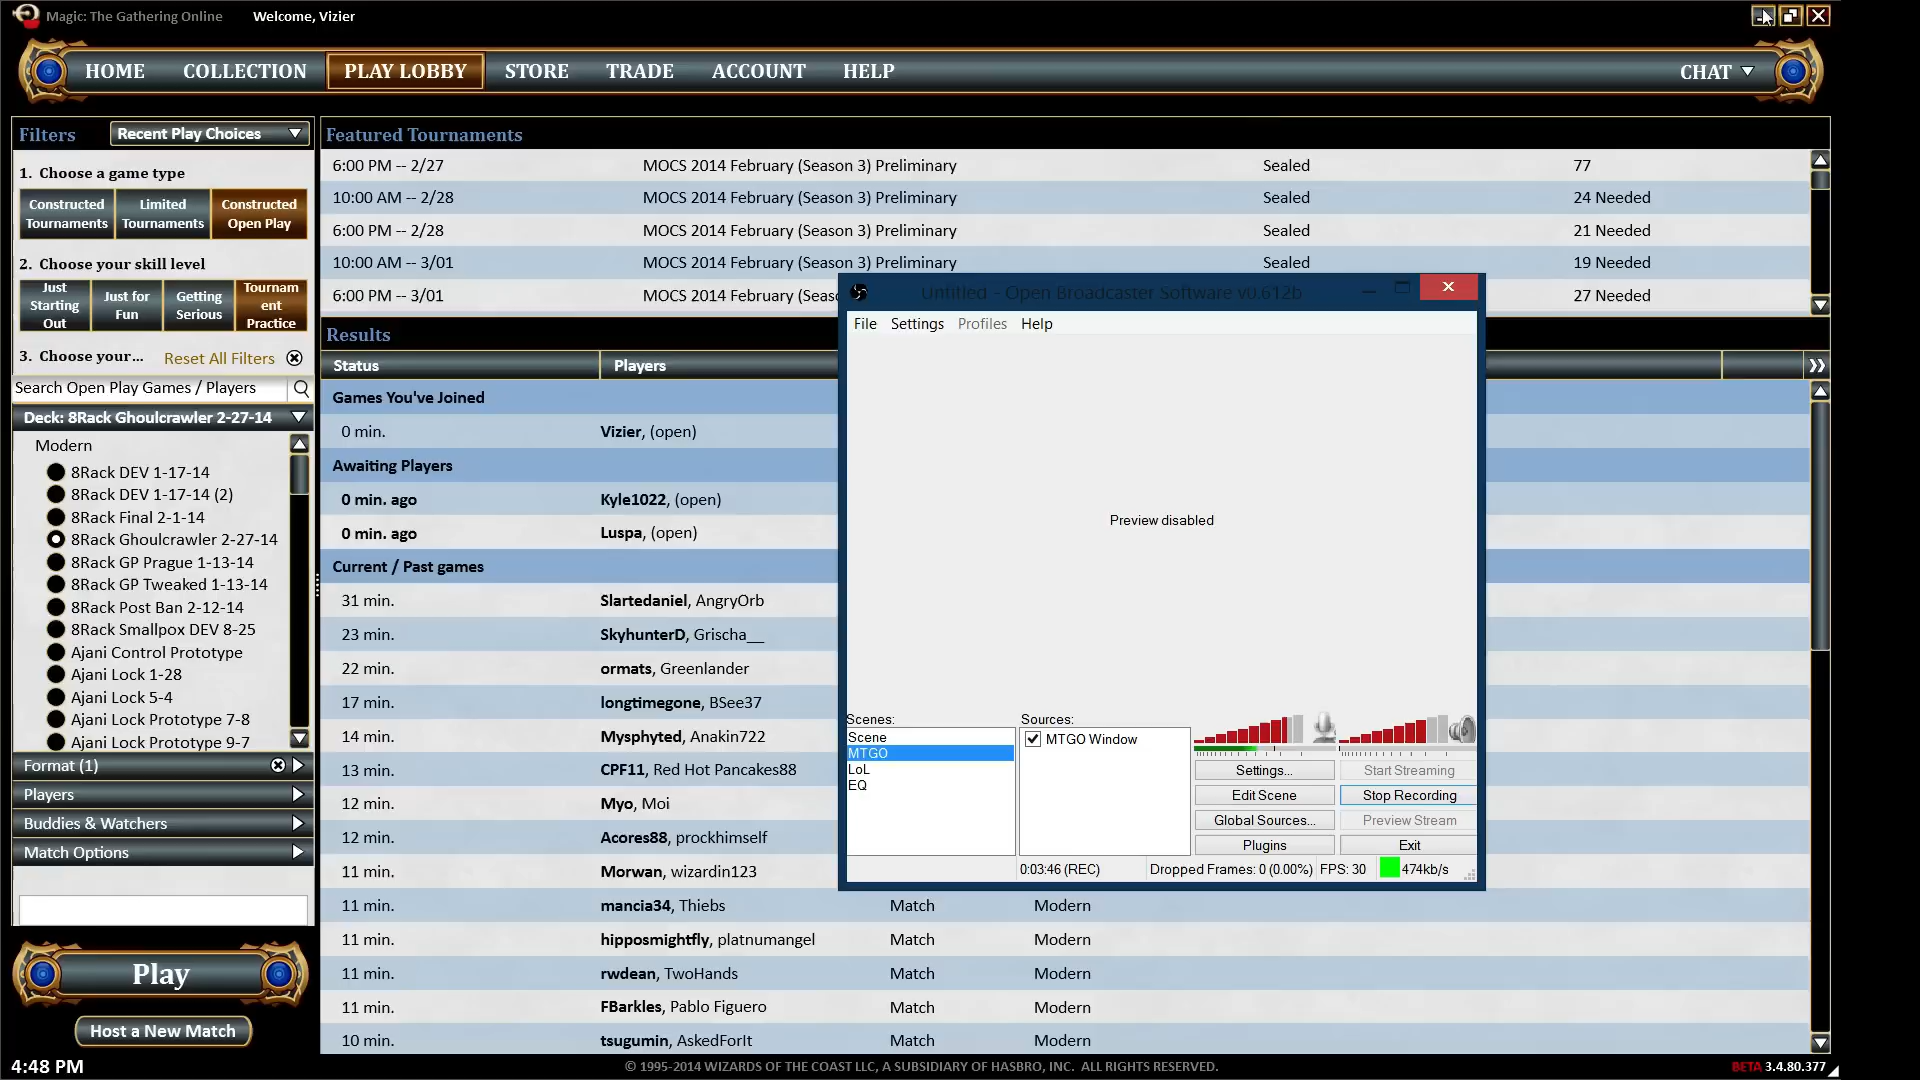 Magic: The Gathering Online
Welcome, Vizier
HOME COLLECTION PLAY LOBBY STORE TRADE ACCOUNT HELP CHAT
Filters
Recent Play Choices
1. Choose a game type
Constructed Tournaments
Limited Tournaments
Constructed Open Play
2. Choose your skill level
Just Starting Out
Just for Fun
Getting Serious
Tournam ent Practice
3. Choose your...
Reset All Filters
Search Open Play Games / Players
Deck: 8Rack Ghoulcrawler 2-27-14
Modern
8Rack DEV 1-17-14
8Rack DEV 1-17-14 (2)
8Rack Final 2-1-14
8Rack Ghoulcrawler 2-27-14
8Rack GP Prague 1-13-14
8Rack GP Tweaked 1-13-14
8Rack Post Ban 2-12-14
8Rack Smallpox DEV 8-25
Ajani Control Prototype
Ajani Lock 1-28
Ajani Lock 5-4
Ajani Lock Prototype 7-8
Ajani Lock Prototype 9-7
Format (1)
Players
Buddies & Watchers
Match Options
Play
Host a New Match
4:48 PM
Featured Tournaments
6:00 PM -- 2/27 MOCS 2014 February (Season 3) Preliminary Sealed 77
10:00 AM -- 2/28 MOCS 2014 February (Season 3) Preliminary Sealed 24 Needed
6:00 PM -- 2/28 MOCS 2014 February (Season 3) Preliminary Sealed 21 Needed
10:00 AM -- 3/01 MOCS 2014 February (Season 3) Preliminary Sealed 19 Needed
6:00 PM -- 3/01 MOCS 2014 February (Seas 27 Needed
Results
Status Players
Games You've Joined
0 min. Vizier, (open)
Awaiting Players
0 min. ago Kyle1022, (open)
0 min. ago Luspa, (open)
Current / Past games
31 min. Slartedaniel, AngryOrb
23 min. SkyhunterD, Grischa__
22 min. ormats, Greenlander
17 min. longtimegone, BSee37
14 min. Mysphyted, Anakin722
13 min. CPF11, Red Hot Pancakes88
12 min. Myo, Moi
12 min. Acores88, prockhimself
11 min. Morwan, wizardin123
11 min. mancia34, Thiebs Match Modern
11 min. hipposmightfly, platnumangel Match Modern
11 min. rwdean, TwoHands Match Modern
11 min. FBarkles, Pablo Figuero Match Modern
10 min. tsugumin, AskedForIt Match Modern
Untitled - Open Broadcaster Software v0.612b
File Settings Profiles Help
Preview disabled
Scenes:
Scene
MTGO
LoL
EQ
Sources:
MTGO Window
Settings... Start Streaming
Edit Scene Stop Recording
Global Sources... Preview Stream
Plugins Exit
0:03:46 (REC) Dropped Frames: 0 (0.00%) FPS: 30 474kb/s
© 1995-2014 WIZARDS OF THE COAST LLC, A SUBSIDIARY OF HASBRO, INC. ALL RIGHTS RESERVED.
BETA 3.4.80.377